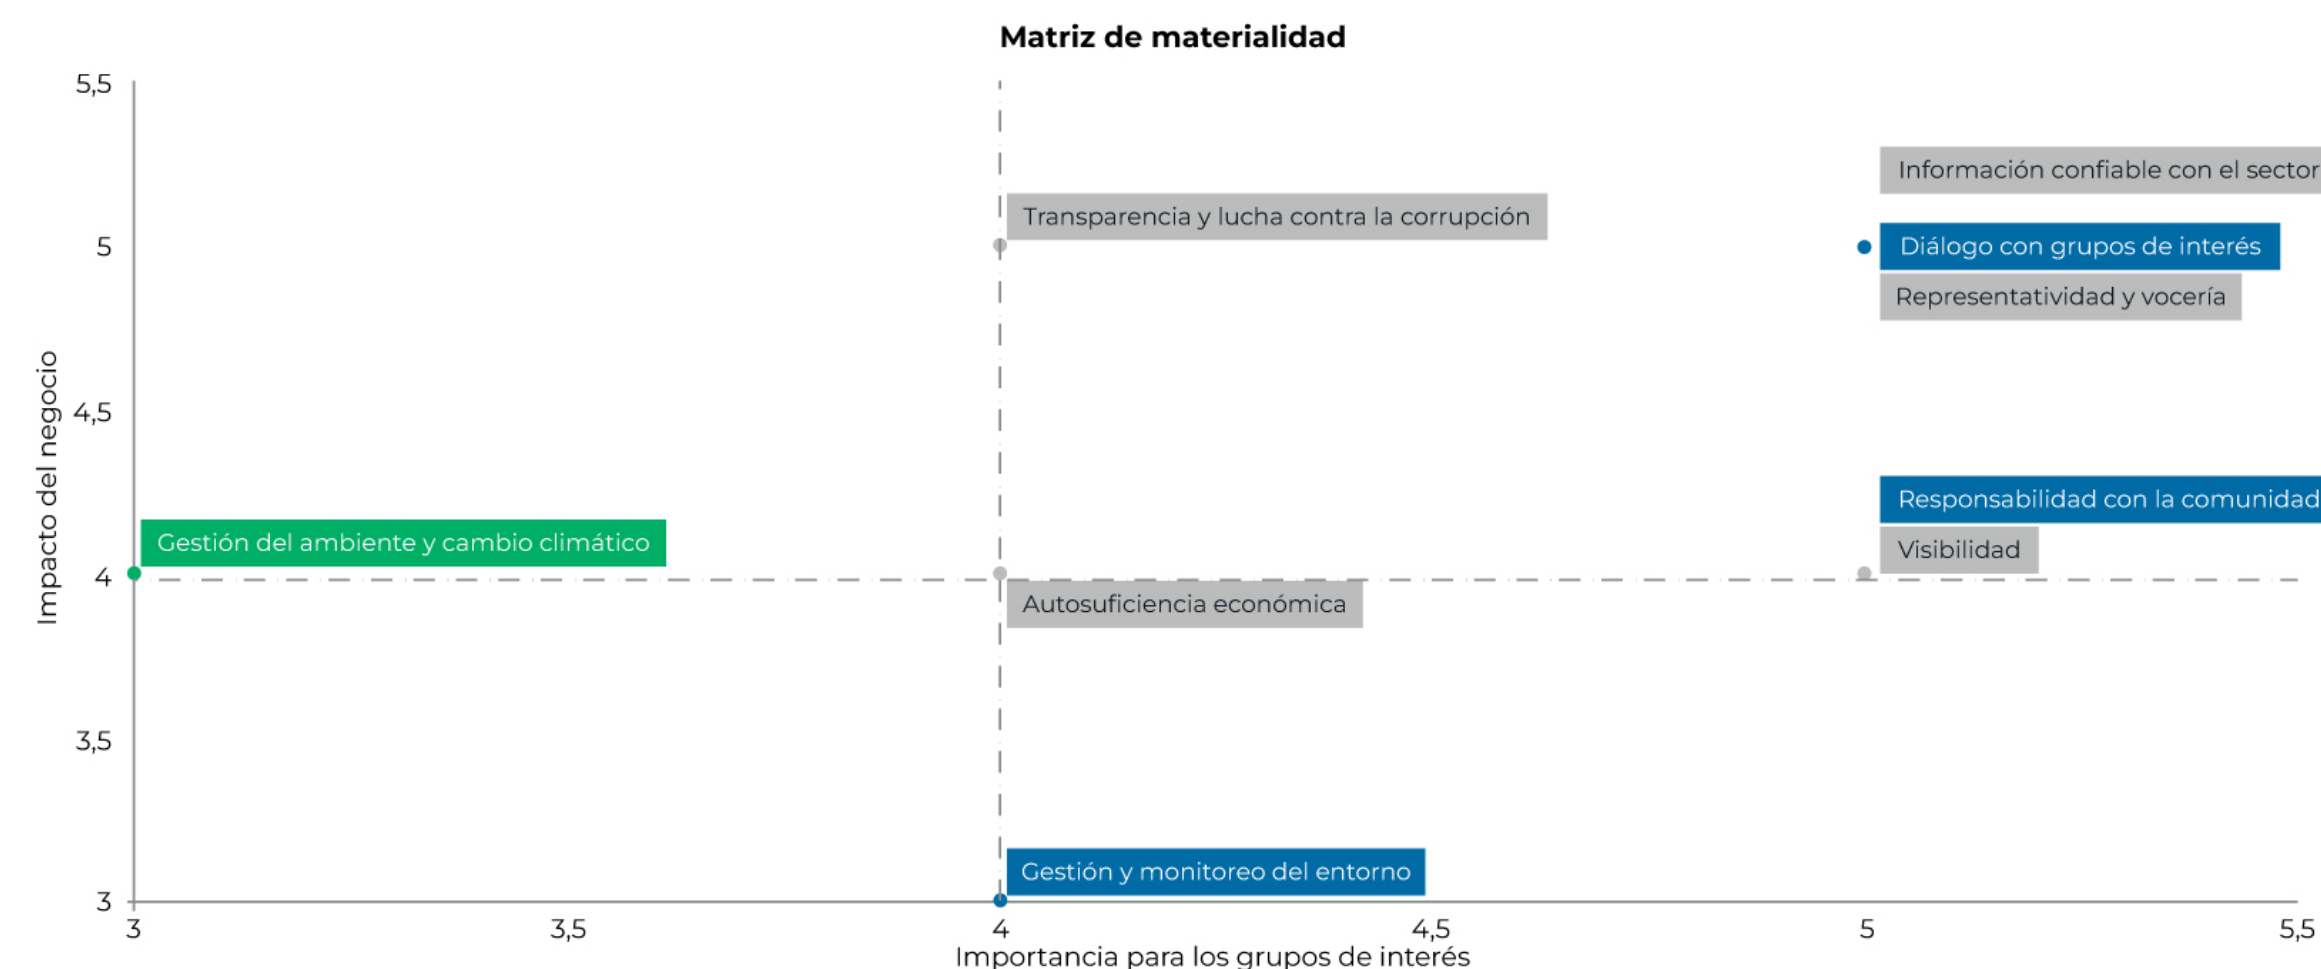 Matriz de materialidad
5,5
Información confiable con el sector
Transparencia y lucha contra la corrupción
5
Diálogo con grupos de interés
Representatividad y vocería
Impacto del negocio
4,5
Responsabilidad con la comunidad
Gestión del ambiente y cambio climático
Visibilidad
4
Autosuficiencia económica
3,5
Gestión y monitoreo del entorno
3
3 3,5 4 4,5 5 5,5
Importancia para los grupos de interés